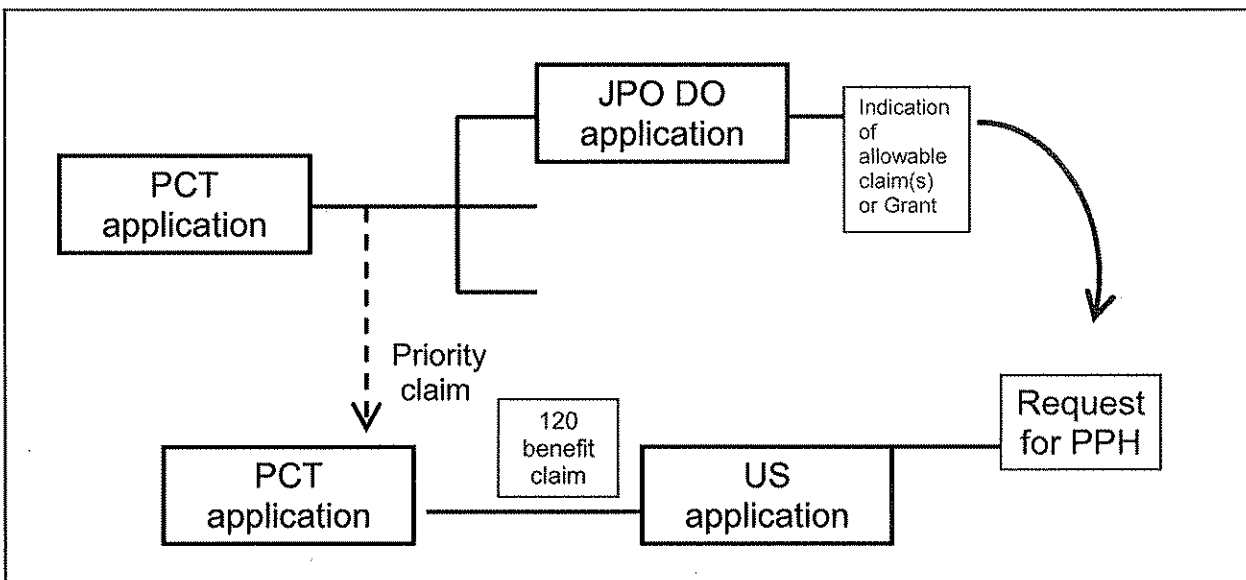 JPO DO
application
Indication
of
allowable
claim(s)
or Grant
PCT
application
Priority
claim
120
benefit
claim
Request
for PPH
PCT
application
US
application